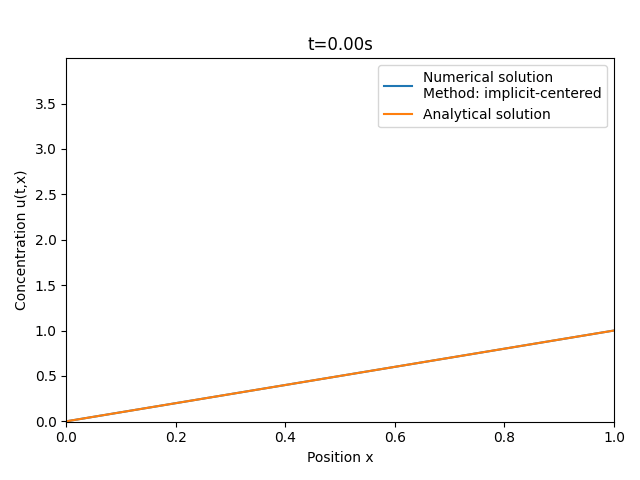 t=0.00s
Numerical solution
Method: implicit-centered
Analytical solution
Concentration u(t,x)
3.5
3.0
2.5
2.0
1.5
1.0
0.5
0.0
0.0 0.2 0.4 0.6 0.8 1.0
Position x